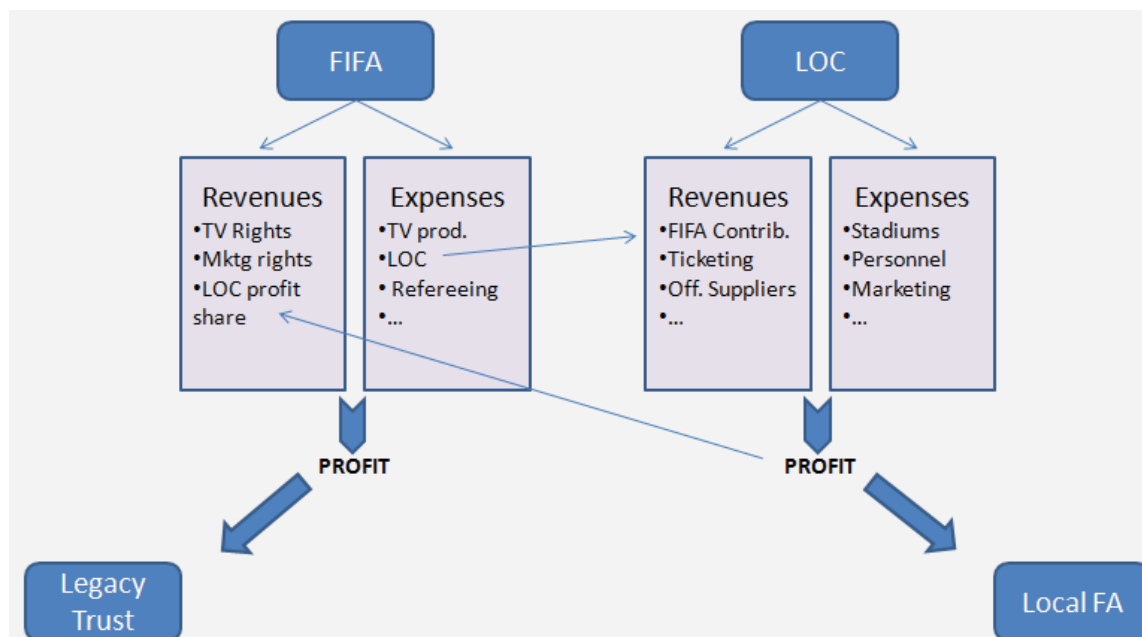 FIFA
LOC
Revenues
•TV Rights
•Mktg rights
•LOC profit
share
Expenses
•TV prod.
•LOC
• Refereeing
•...
Revenues
•FIFA Contrib.
•Ticketing
•Off. Suppliers
•...
Expenses
•Stadiums
•Personnel
•Marketing
•...
PROFIT
PROFIT
Legacy
Trust
Local FA